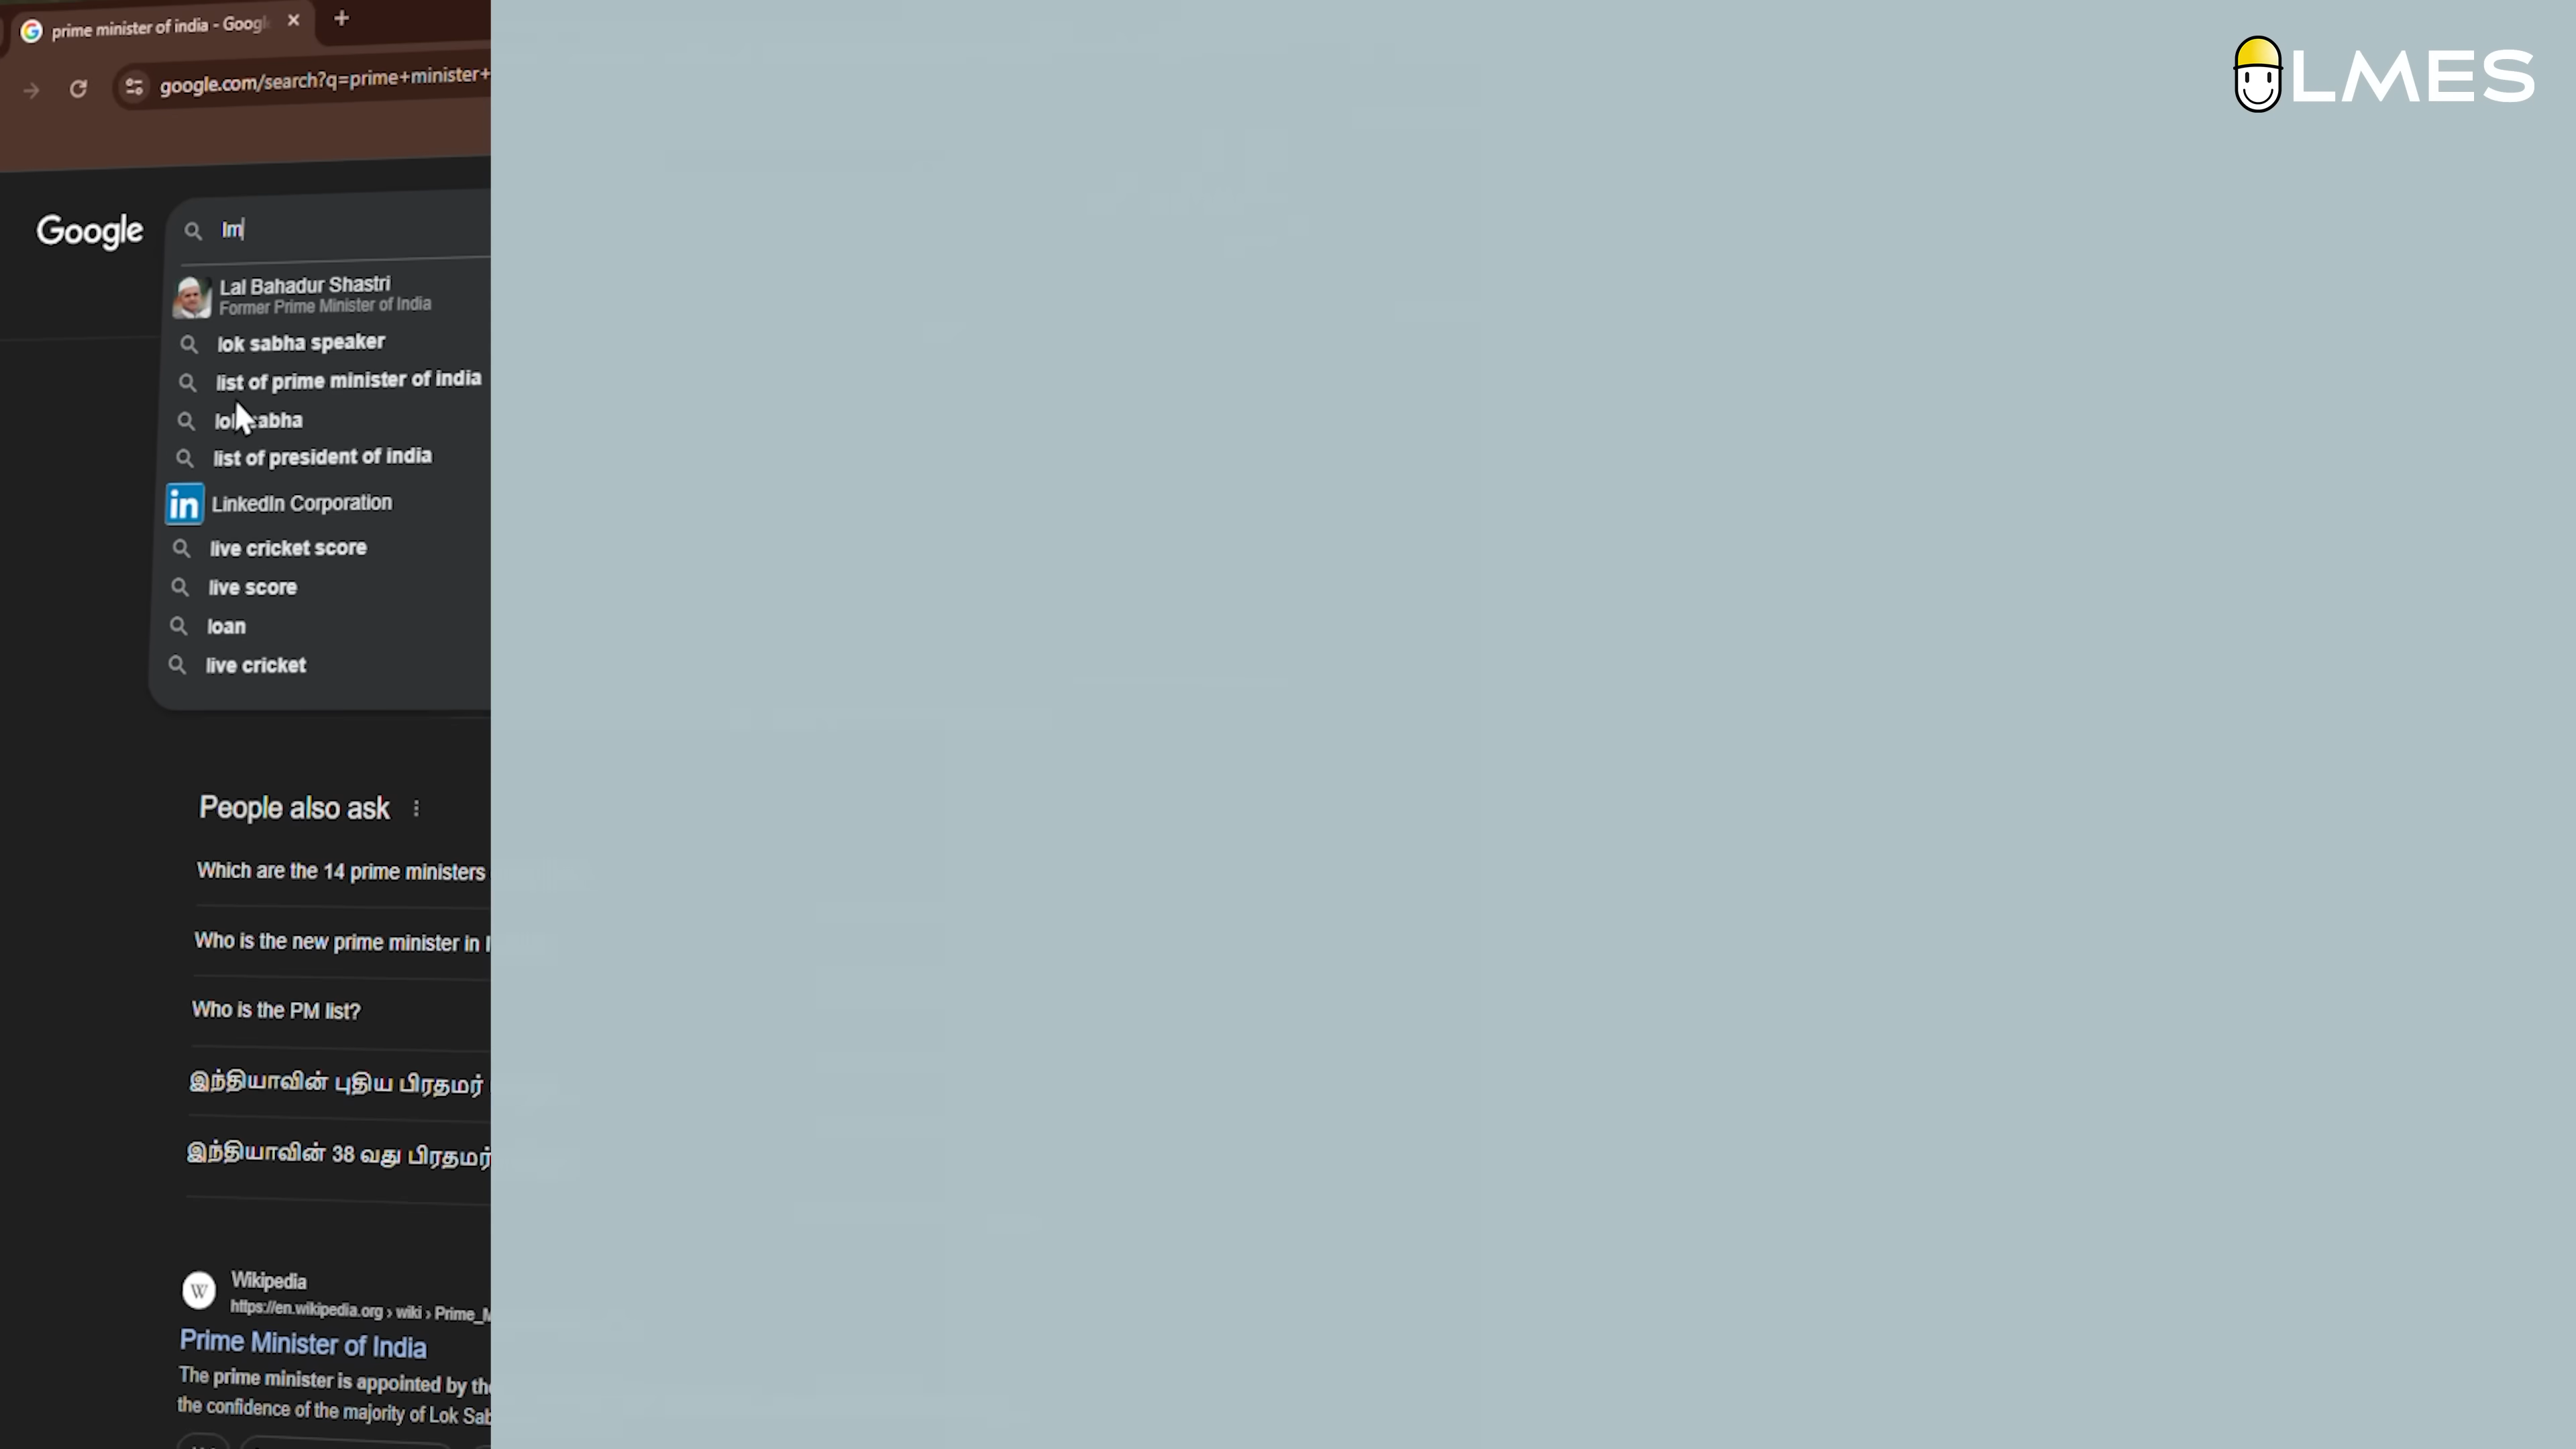 prime minister of india - Googl
LMES
google.com/search?q=prime+minister+
Google
lm
Lal Bahadur Shastri
Former Prime Minister of India
lok sabha speaker
list of prime minister of india
lok sabha
list of president of india
in LinkedIn Corporation
live cricket score
live score
loan
live cricket
People also ask
Which are the 14 prime ministers
Who is the new prime minister in
Who is the PM list?
இந்தியாவின் புதிய பிரதமர்
இந்தியாவின் 38 வது பிரதமர்
W
Wikipedia
https://en.wikipedia.org › wiki › Prime_M
Prime Minister of India
The prime minister is appointed by the
the confidence of the majority of Lok Sab